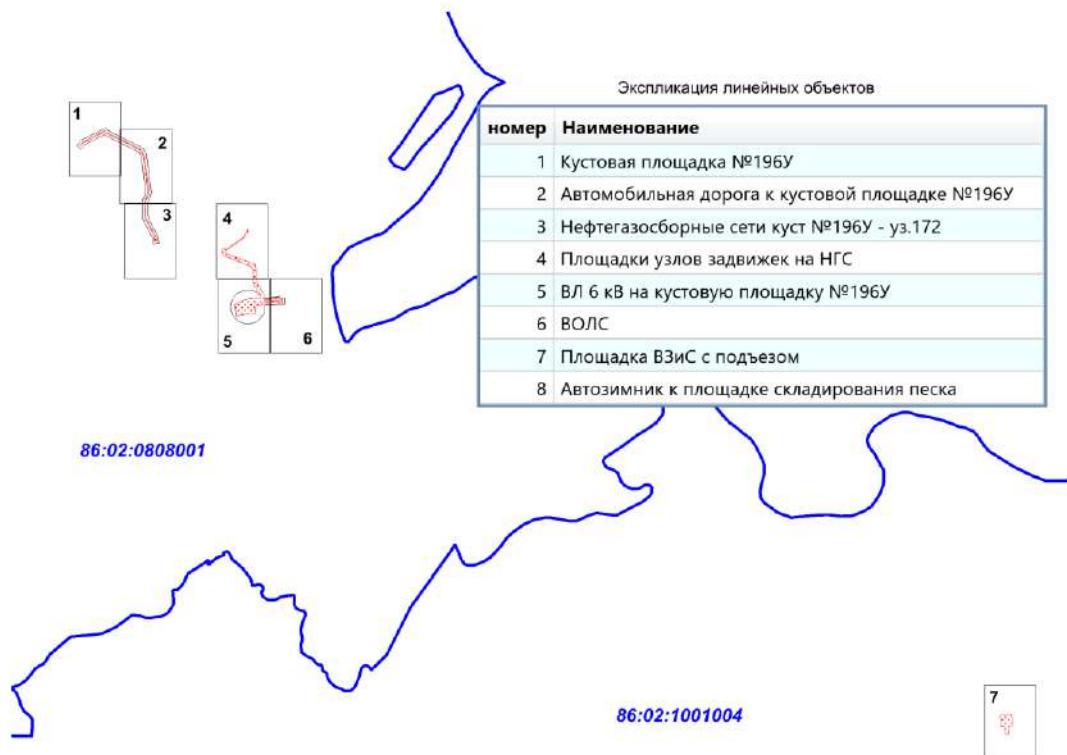 Экспликация линейных объектов
номер Наименование
1 Кустовая площадка №196У
2 Автомобильная дорога к кустовой площадке №196У
3 Нефтегазосборные сети куст №196У - уз.172
4 Площадки узлов задвижек на НГС
5 ВЛ 6 кВ на кустовую площадку №196У
6 ВОЛС
7 Площадка ВЗиС с подъезом
8 Автозимник к площадке складирования песка
1
2
3
4
5
6
86:02:0808001
86:02:1001004
7